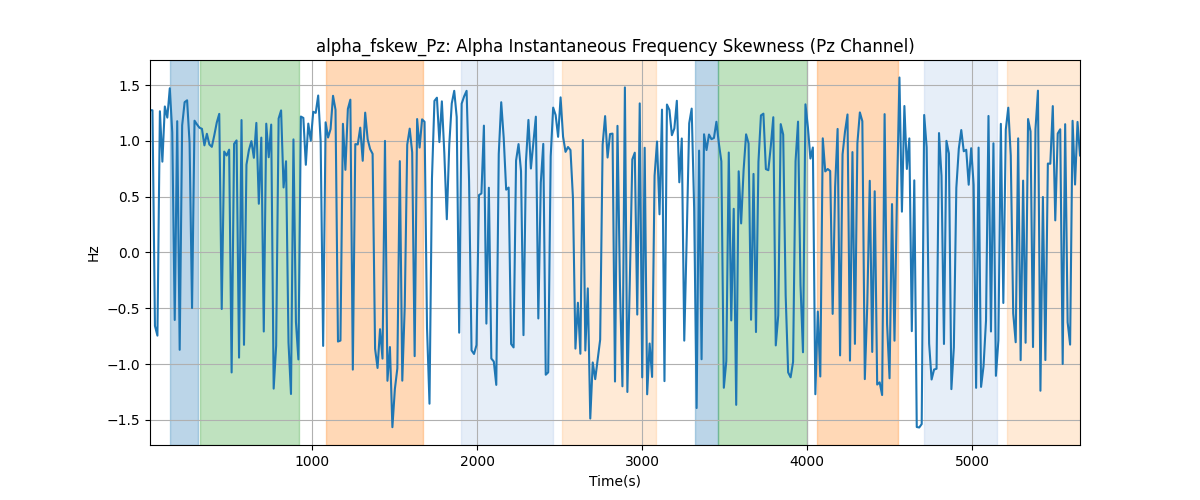 alpha_fskew_Pz: Alpha Instantaneous Frequency Skewness (Pz Channel)
1.5
1.0
0.5
0.0
−0.5
−1.0
−1.5
Hz
1000 2000 3000 4000 5000
Time(s)